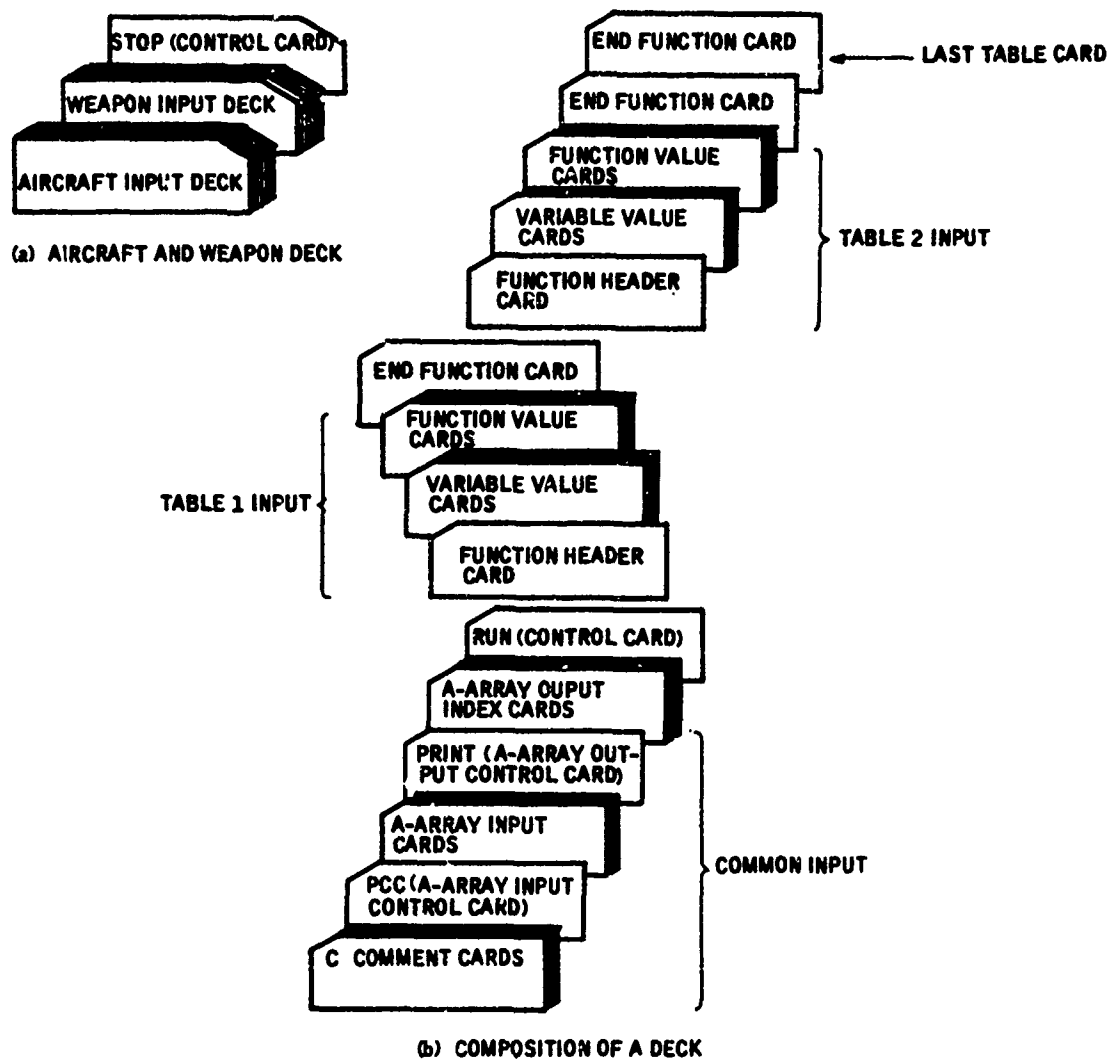 STOP (CONTROL CARD)
WEAPON INPUT DECK
AIRCRAFT INPUT DECK
(a) AIRCRAFT AND WEAPON DECK
END FUNCTION CARD
LAST TABLE CARD
END FUNCTION CARD
FUNCTION VALUE
CARDS
VARIABLE VALUE
CARDS
TABLE 2 INPUT
FUNCTION HEADER
CARD
END FUNCTION CARD
FUNCTION VALUE
CARDS
VARIABLE VALUE
CARDS
TABLE 1 INPUT
FUNCTION HEADER
CARD
RUN (CONTROL CARD)
A-ARRAY OUPUT
INDEX CARDS
PRINT (A-ARRAY OUT-
PUT CONTROL CARD)
A-ARRAY INPUT
CARDS
COMMON INPUT
PCC (A-ARRAY INPUT
CONTROL CARD)
C COMMENT CARDS
(b) COMPOSITION OF A DECK